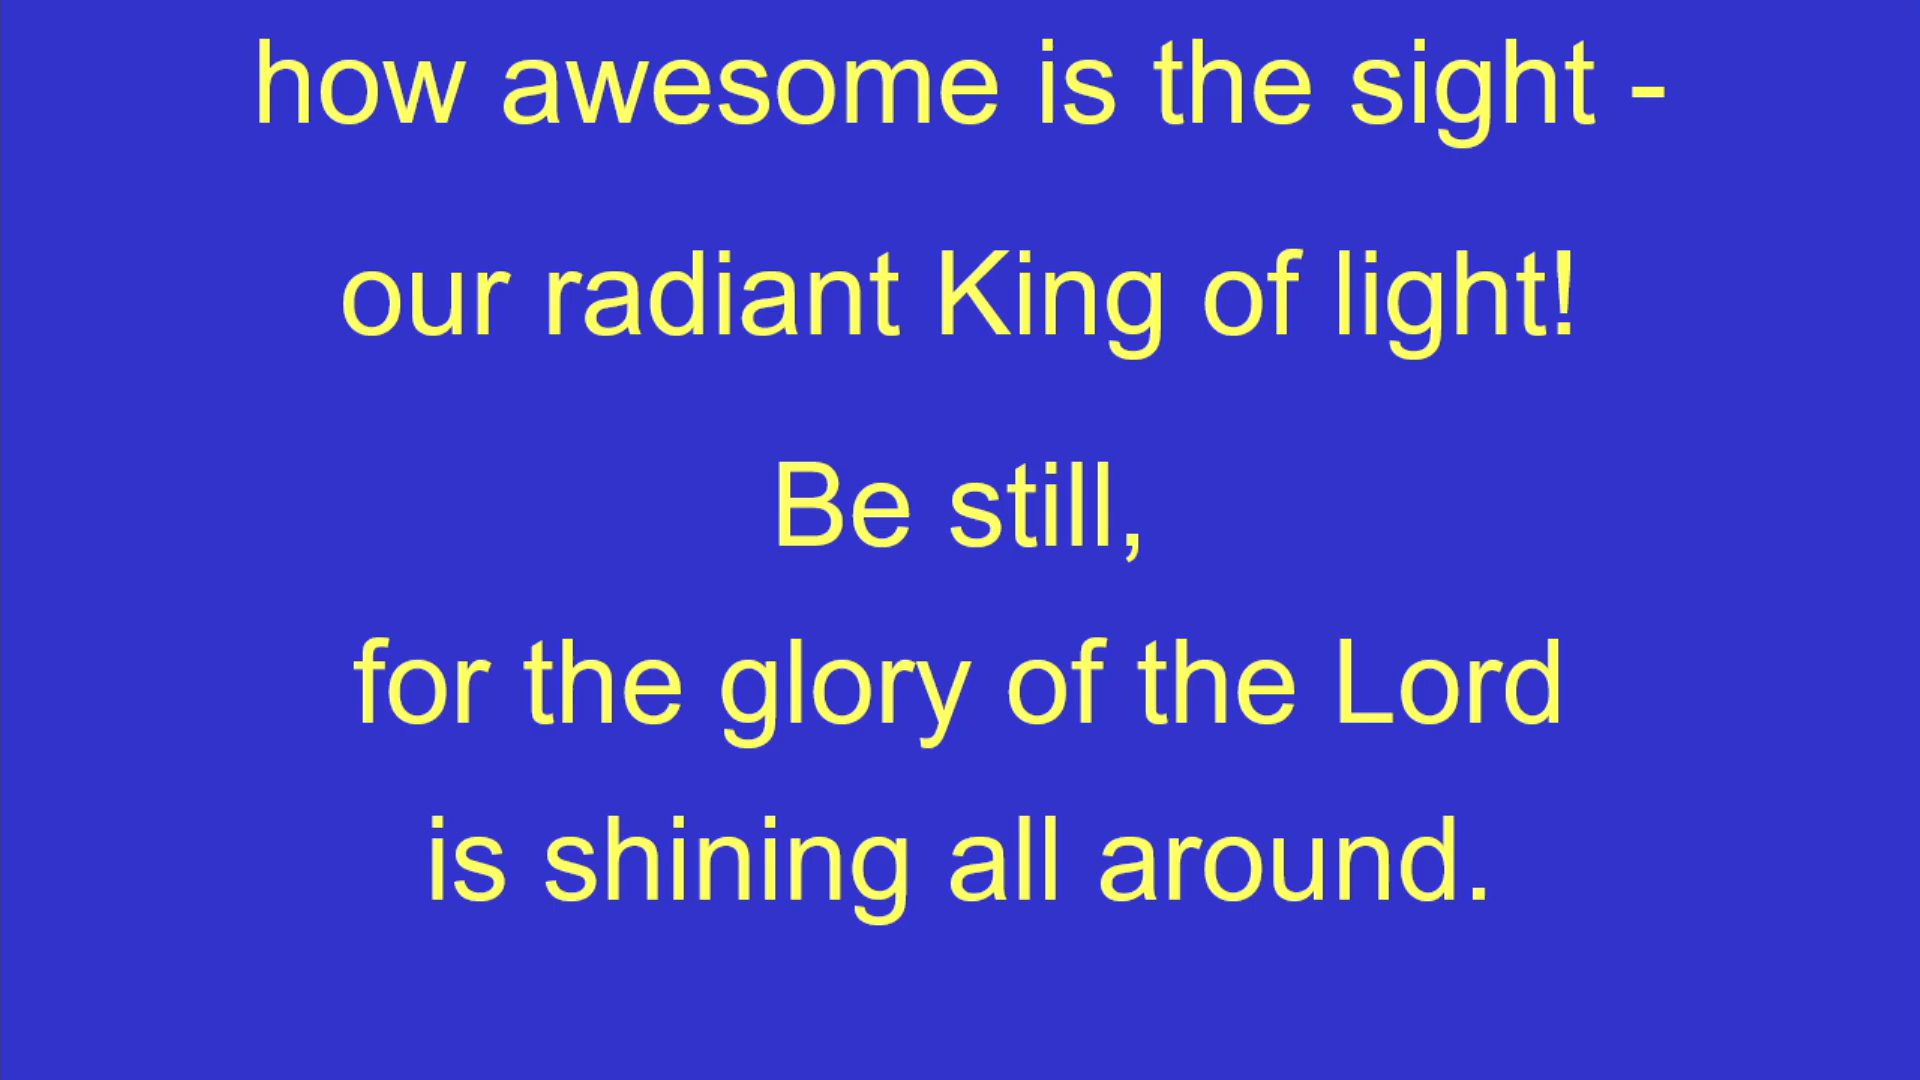 how awesome is the sight -
our radiant King of light!
Be still,
for the glory of the Lord
is shining all around.